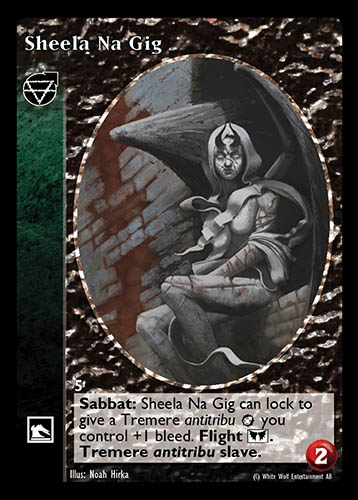 Sheela Na Gig
5
Sabbat: Sheela Na Gig can lock to
give a Tremere antitribu you
control +1 bleed. Flight.
Tremere antitribu slave.
2
Illus: Noah Hirka
(C) White Wolf Entertainment AB